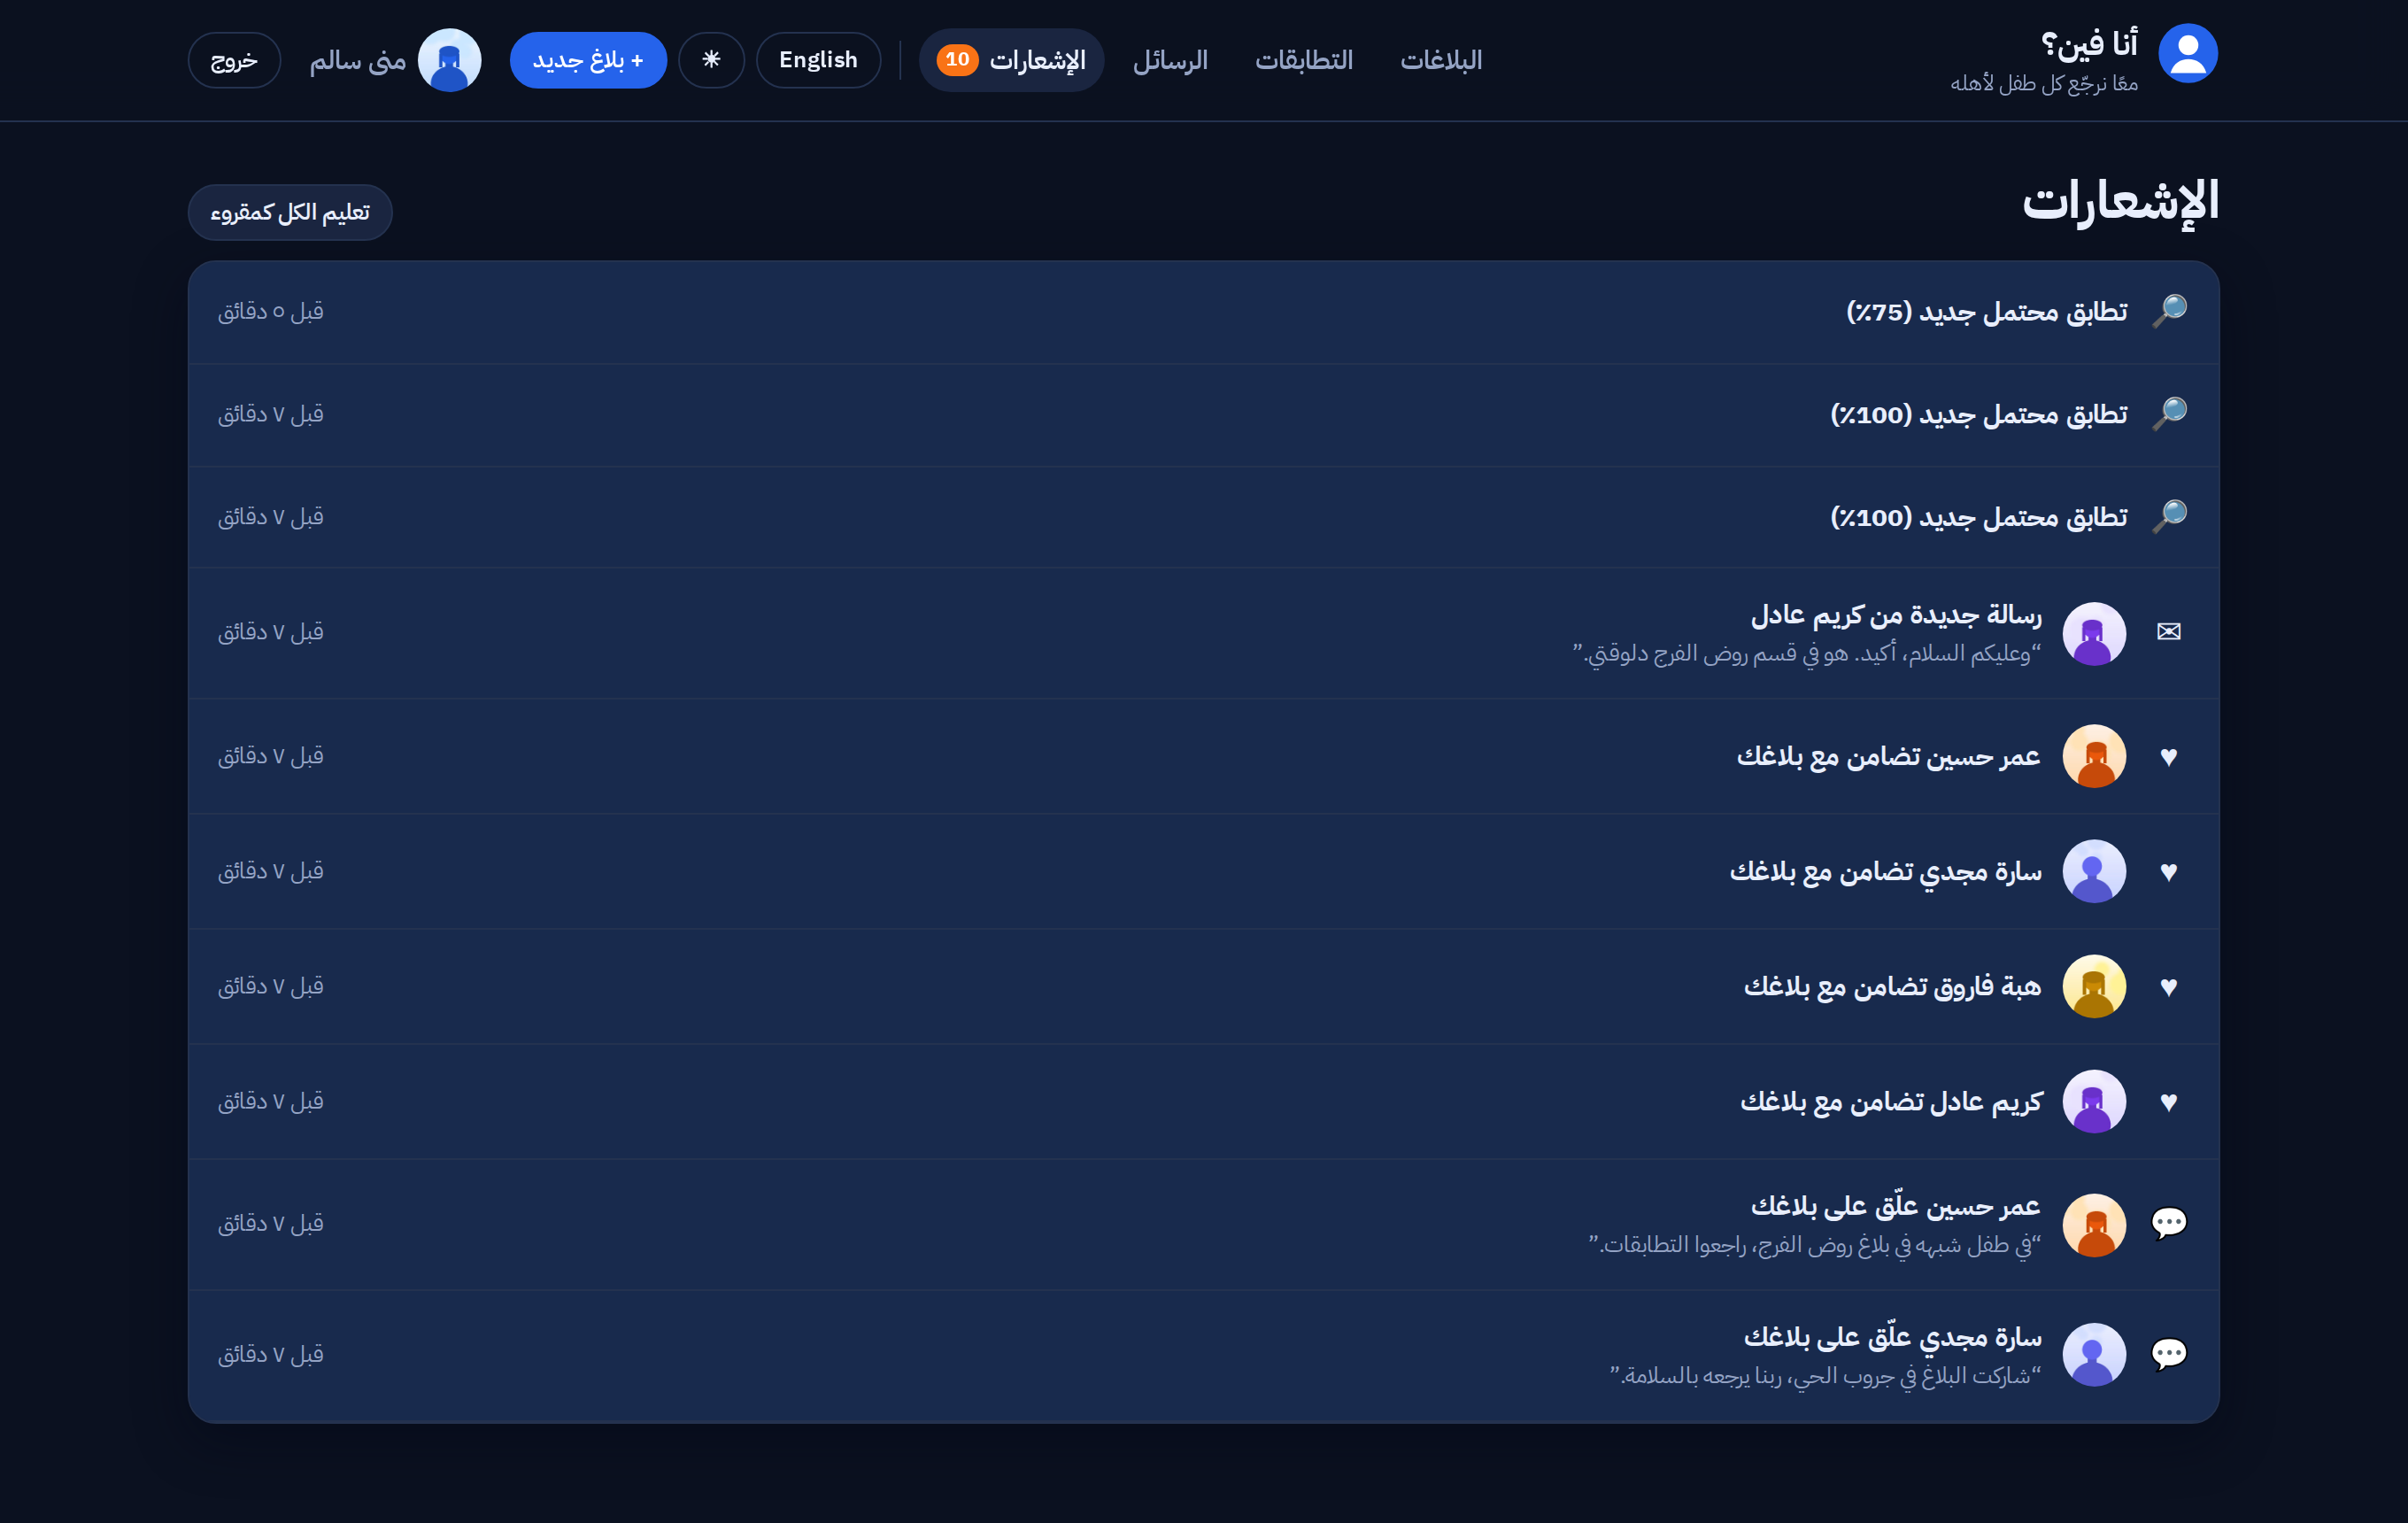 أنا فين؟
معًا نرجّع كل طفل لأهله
البلاغات
التطابقات
الرسائل
الإشعارات 10
English
+ بلاغ جديد
منى سالم
خروج
الإشعارات
تعليم الكل كمقروء
تطابق محتمل جديد (75٪)
قبل ٥ دقائق
تطابق محتمل جديد (100٪)
قبل ٧ دقائق
تطابق محتمل جديد (100٪)
قبل ٧ دقائق
رسالة جديدة من كريم عادل
“وعليكم السلام، أكيد. هو في قسم روض الفرج دلوقتي.”
قبل ٧ دقائق
عمر حسين تضامن مع بلاغك
قبل ٧ دقائق
سارة مجدي تضامن مع بلاغك
قبل ٧ دقائق
هبة فاروق تضامن مع بلاغك
قبل ٧ دقائق
كريم عادل تضامن مع بلاغك
قبل ٧ دقائق
عمر حسين علّق على بلاغك
“في طفل شبهه في بلاغ روض الفرج، راجعوا التطابقات.”
قبل ٧ دقائق
سارة مجدي علّق على بلاغك
“شاركت البلاغ في جروب الحي، ربنا يرجعه بالسلامة.”
قبل ٧ دقائق